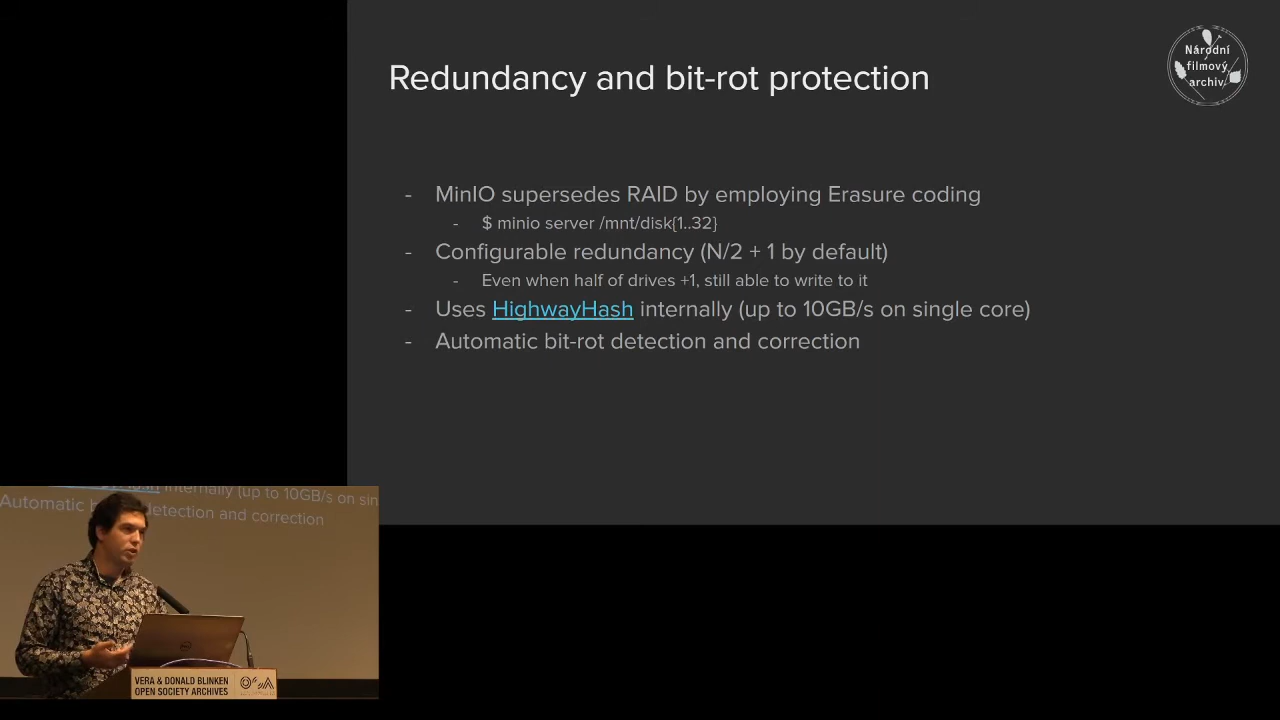 Redundancy and bit-rot protection
Národní
filmový
archiv
- MinIO supersedes RAID by employing Erasure coding
- $ minio server /mnt/disk{1..32}
- Configurable redundancy (N/2 + 1 by default)
- Even when half of drives +1, still able to write to it
- Uses HighwayHash internally (up to 10GB/s on single core)
- Automatic bit-rot detection and correction
internally (up to 10GB/s on sin
Automatic b detection and correction
VERA & DONALD BLINKEN
OPEN SOCIETY ARCHIVES